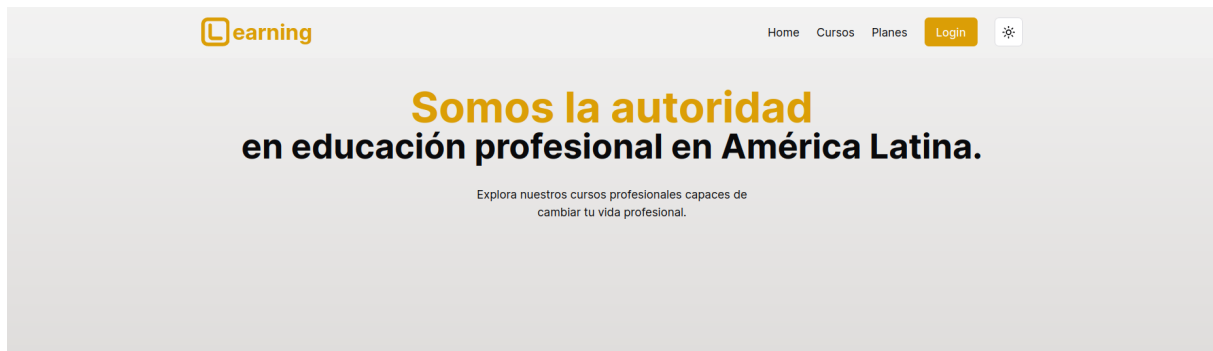 Learning
Home Cursos Planes Login
Somos la autoridad
en educación profesional en América Latina.
Explora nuestros cursos profesionales capaces de
cambiar tu vida profesional.